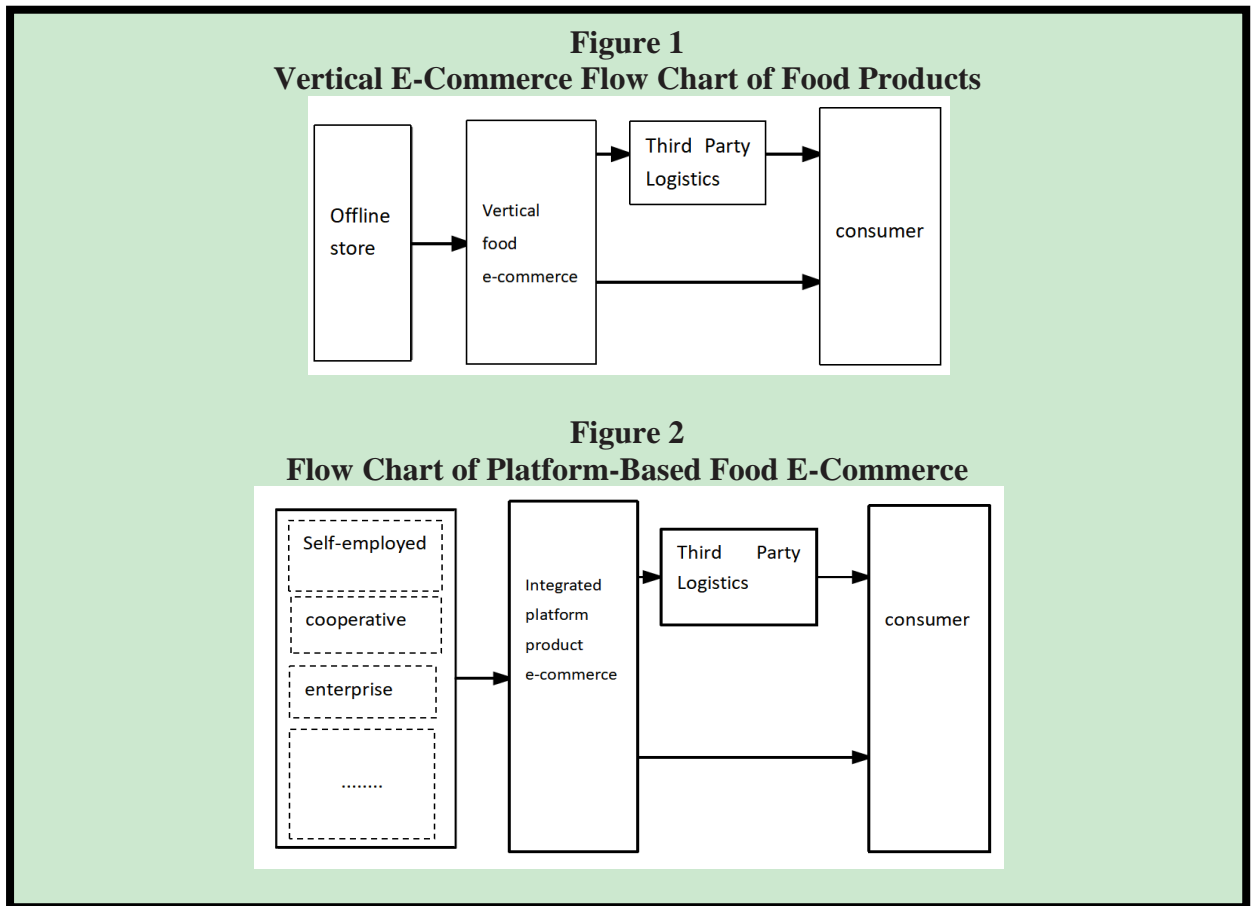 Figure 1
Vertical E-Commerce Flow Chart of Food Products
Offline
store
Vertical
food
e-commerce
Third Party
Logistics
consumer
Figure 2
Flow Chart of Platform-Based Food E-Commerce
Self-employed
cooperative
enterprise
........
Integrated
platform
product
e-commerce
Third Party
Logistics
consumer